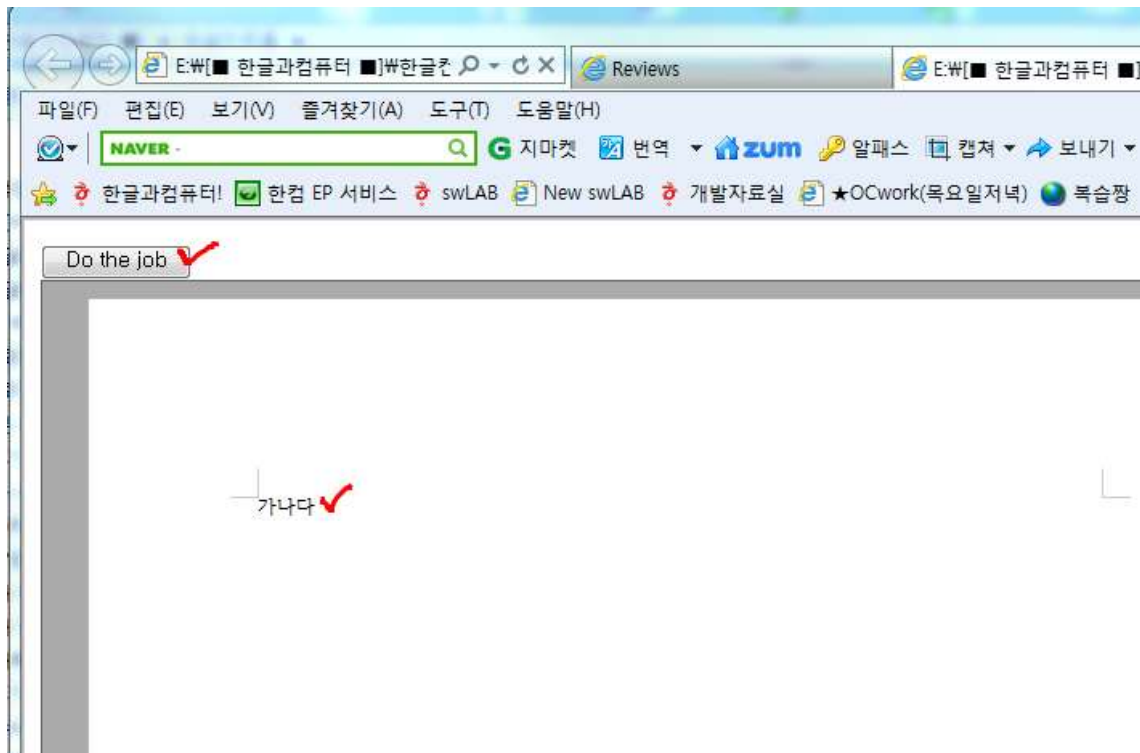 E:₩[■ 한글과컴퓨터 ■]₩한글컨 Reviews E:₩[■ 한글과컴퓨터 ■]
파일(F) 편집(E) 보기(V) 즐겨찾기(A) 도구(T) 도움말(H)
NAVER G 지마켓 번역 zum 알패스 캡쳐 보내기
한글과컴퓨터! 한컴 EP 서비스 swLAB New swLAB 개발자료실 ★OCwork(목요일저녁) 복습짱
Do the job
가나다